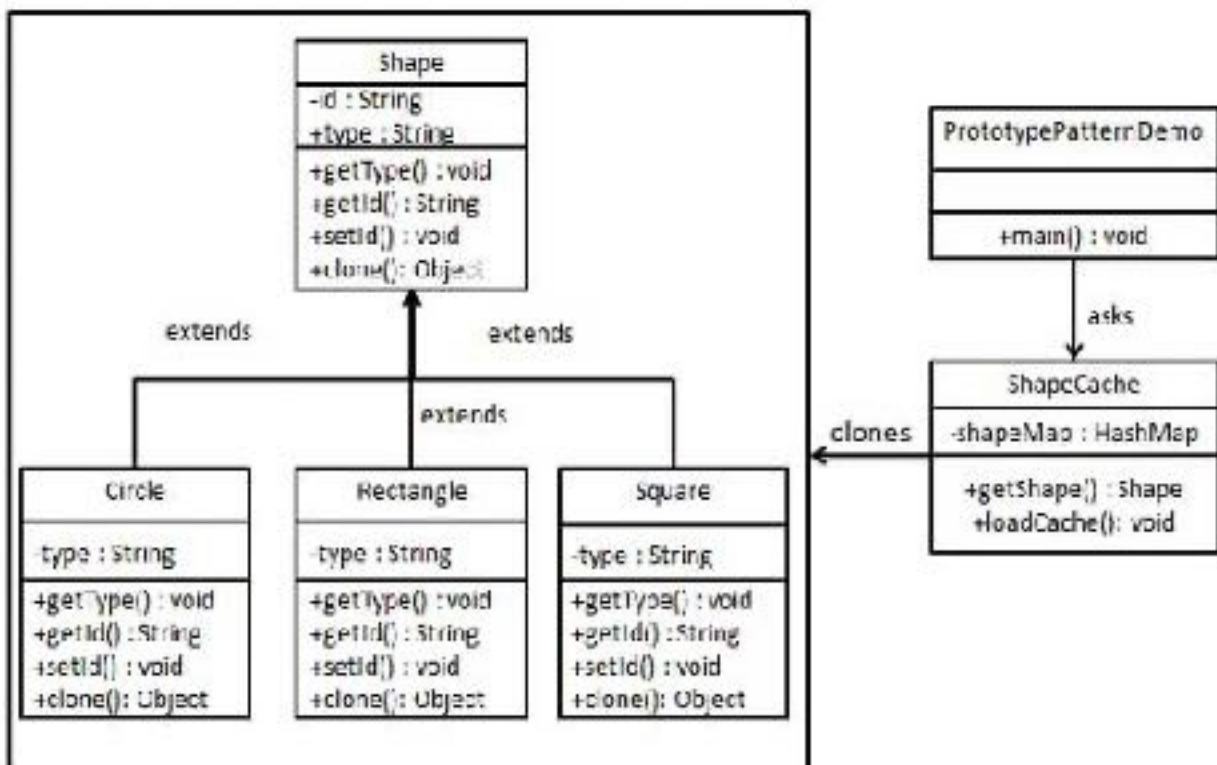 Shape
-id : String
+type : String
+getType() : void
+getId() : String
+setId() : void
+clone(): Object
extends
extends
extends
Circle
-type : String
+getType() : void
+getId() : String
+setId() : void
+clone(): Object
Rectangle
-type : String
+getType() : void
+getId() : String
+setId() : void
+clone(): Object
Square
-type : String
+getType() : void
+getId() : String
+setId() : void
+clone(): Object
PrototypePatternDemo
+main() : void
asks
ShapeCache
-shapeMap : HashMap
+getShape() : Shape
+loadCache(): void
clones